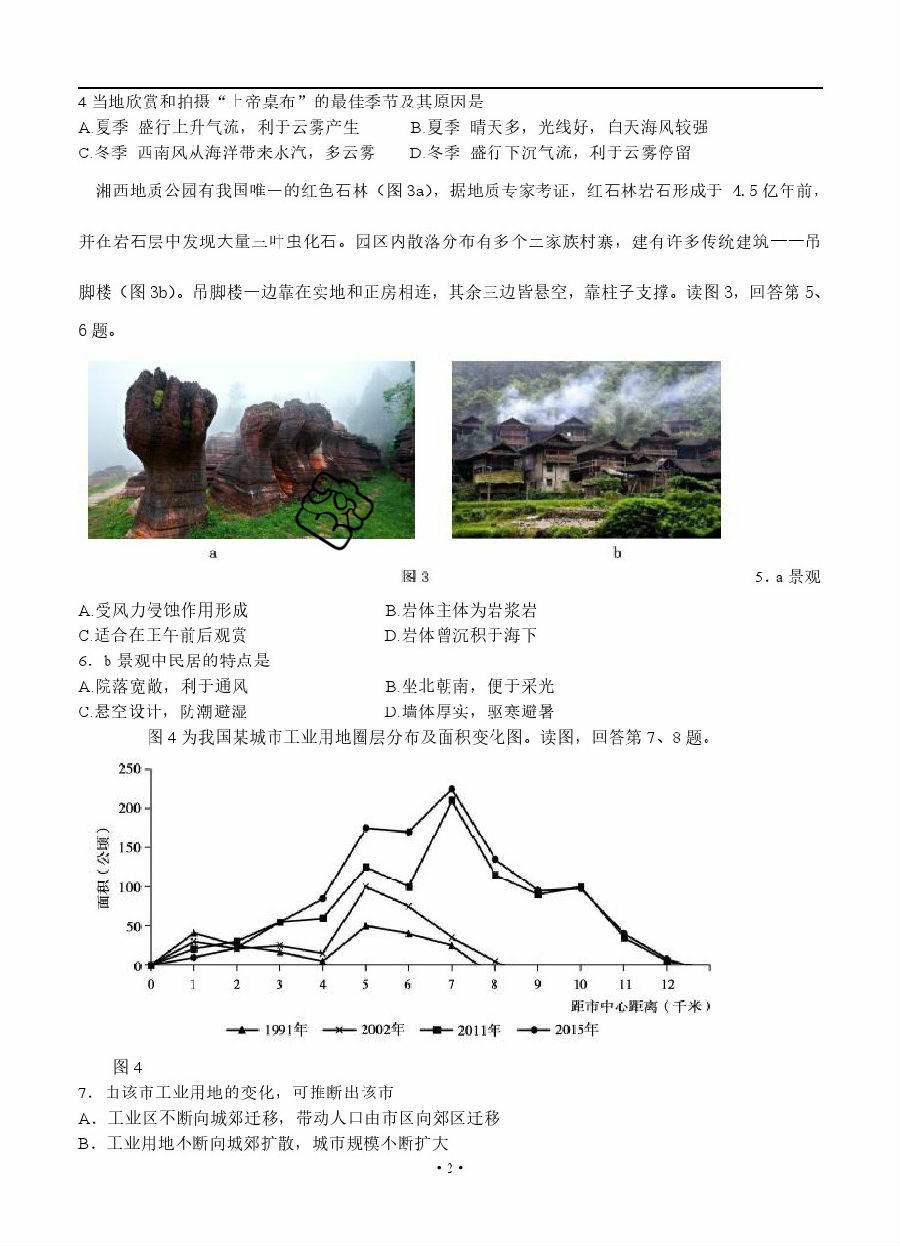 4 当地欣赏和拍摄“上帝桌布”的最佳季节及其原因是
A.夏季 盛行上升气流，利于云雾产生 B.夏季 晴天多，光线好，白天海风较强
C.冬季 西南风从海洋带来水汽，多云雾 D.冬季 盛行下沉气流，利于云雾停留
湘西地质公园有我国唯一的红色石林（图 3a），据地质专家考证，红石林岩石形成于 4.5 亿年前，
并在岩石层中发现大量三叶虫化石。园区内散落分布有多个土家族村寨，建有许多传统建筑——吊
脚楼（图 3b）。吊脚楼一边靠在实地和正房相连，其余三边皆悬空，靠柱子支撑。读图 3，回答第 5、
6 题。
a b
图 3 5．a 景观
A.受风力侵蚀作用形成 B.岩体主体为岩浆岩
C.适合在正午前后观赏 D.岩体曾沉积于海下
6．b 景观中民居的特点是
A.院落宽敞，利于通风 B.坐北朝南，便于采光
C.悬空设计，防潮避湿 D.墙体厚实，驱寒避暑
图 4 为我国某城市工业用地圈层分布及面积变化图。读图，回答第 7、8 题。
250
200
150
100
50
0
面积（公顷）
0 1 2 3 4 5 6 7 8 9 10 11 12
距市中心距离（千米）
1991年 2002年 2011年 2015年
图 4
7．由该市工业用地的变化，可推断出该市
A．工业区不断向城郊迁移，带动人口由市区向郊区迁移
B．工业用地不断向城郊扩散，城市规模不断扩大
·2·